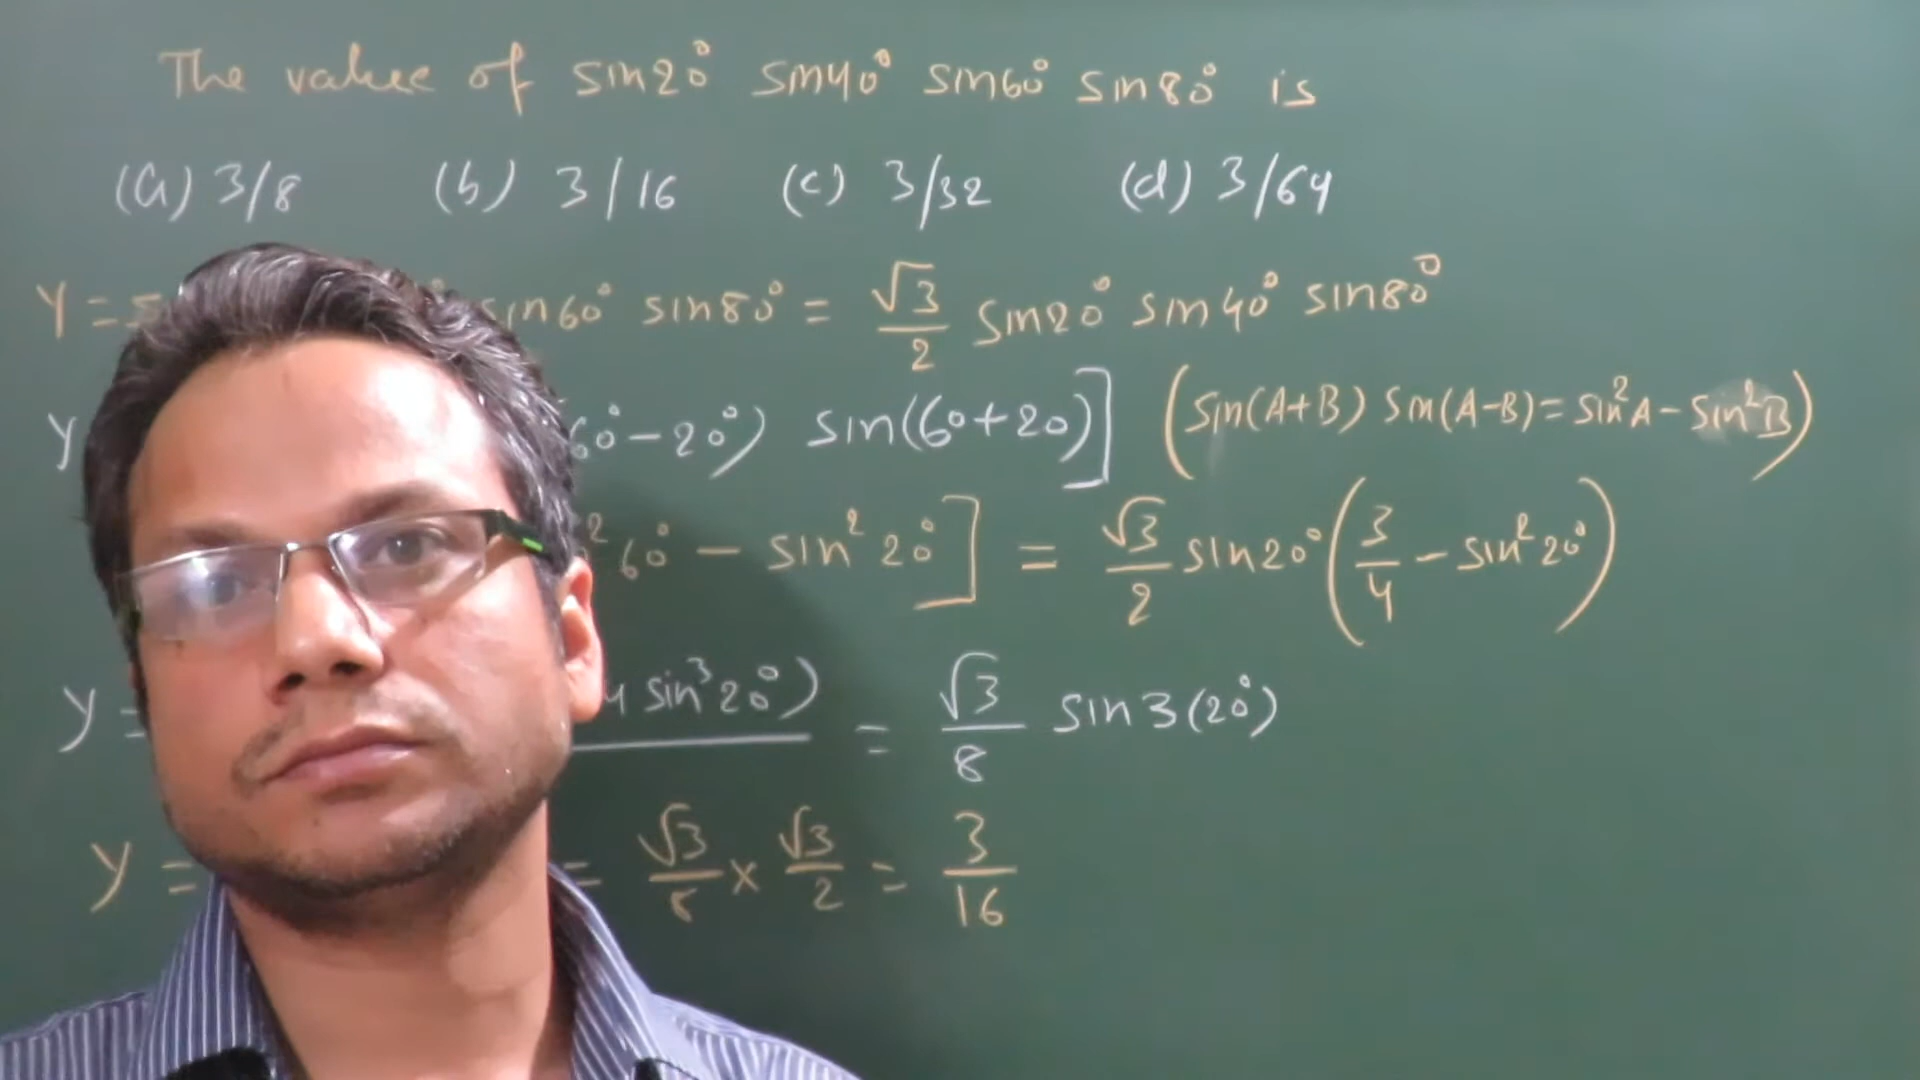 The value of sin20° sin40° sin60° sin80° is
(a) 3/8 (b) 3/16 (c) 3/32 (d) 3/64
Y = sin60° sin80° = √3/2 sin20° sin40° sin80°
y 60° - 20°) sin(60+20)] (sin(A+B) sin(A-B) = sin²A - sin²B)
²60° - sin²20°] = √3/2 sin20° (3/4 - sin²20°)
y = 4 sin³20°) = √3/8 sin3(20°)
y = = √3/8 × √3/2 = 3/16